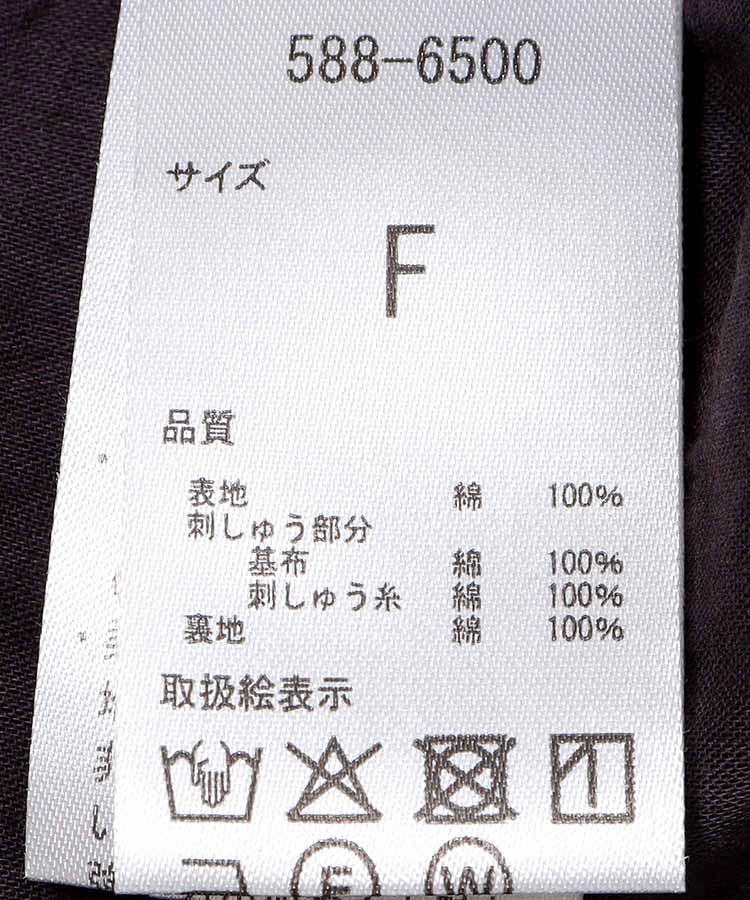 588-6500
サイズ
F
品質
表地 綿 100%
刺しゅう部分
基布 綿 100%
刺しゅう糸 綿 100%
裏地 綿 100%
取扱絵表示
F W